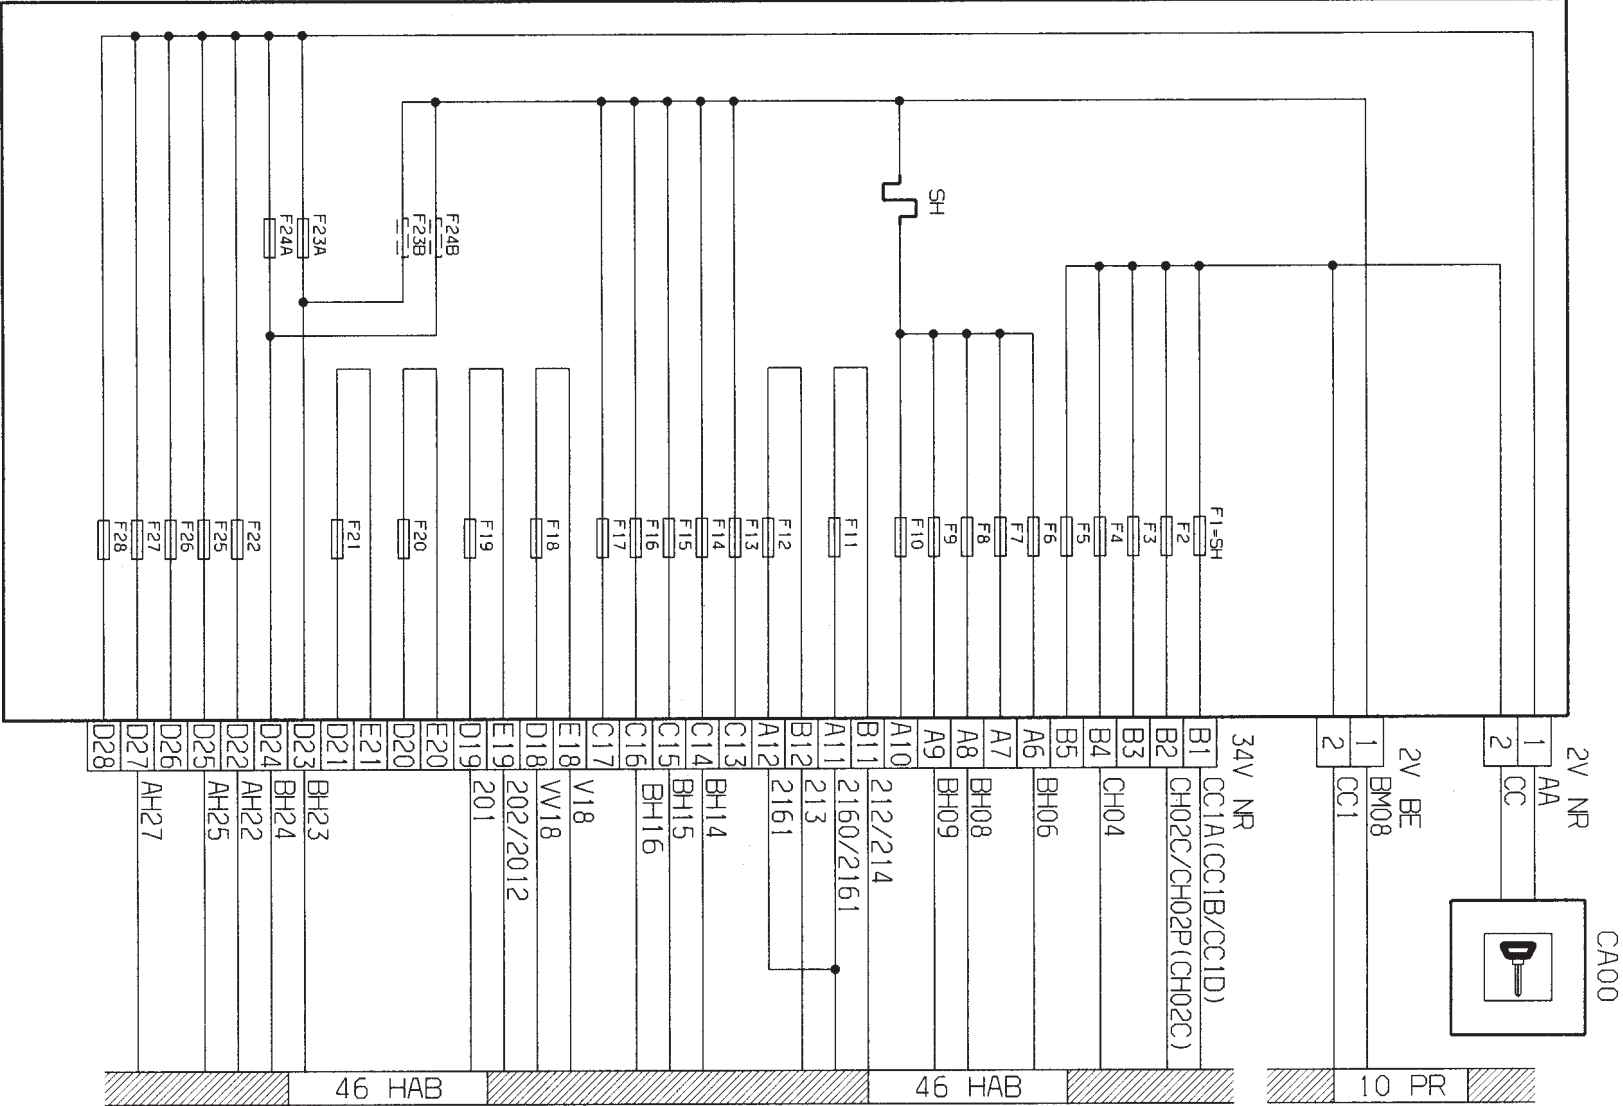 SH
F24A
F23A
F23B
F24B
F28
F27
F26
F25
F22
F21
F20
F19
F18
F17
F16
F15
F14
F13
F12
F11
F10
F9
F8
F7
F6
F5
F4
F3
F2
F1=SH
D28
D27
D26
D25
D22
D24
D23
D21
E21
D20
E20
D19
E19
D18
E18
C17
C16
C15
C14
C13
A12
B12
A11
B11
A10
A9
A8
A7
A6
B5
B4
B3
B2
B1
34V NR
2
1
2V BE
2
1
2V NR
AH27
AH25
AH22
BH24
BH23
201
202/2012
VV18
V18
BH16
BH15
BH14
2161
213
2160/2161
212/214
BH09
BH08
BH06
CH04
CH02C/CH02P(CH02C)
CC1A(CC1B/CC1D)
CC1
BM08
CC
AA
CA00
46 HAB
46 HAB
10 PR